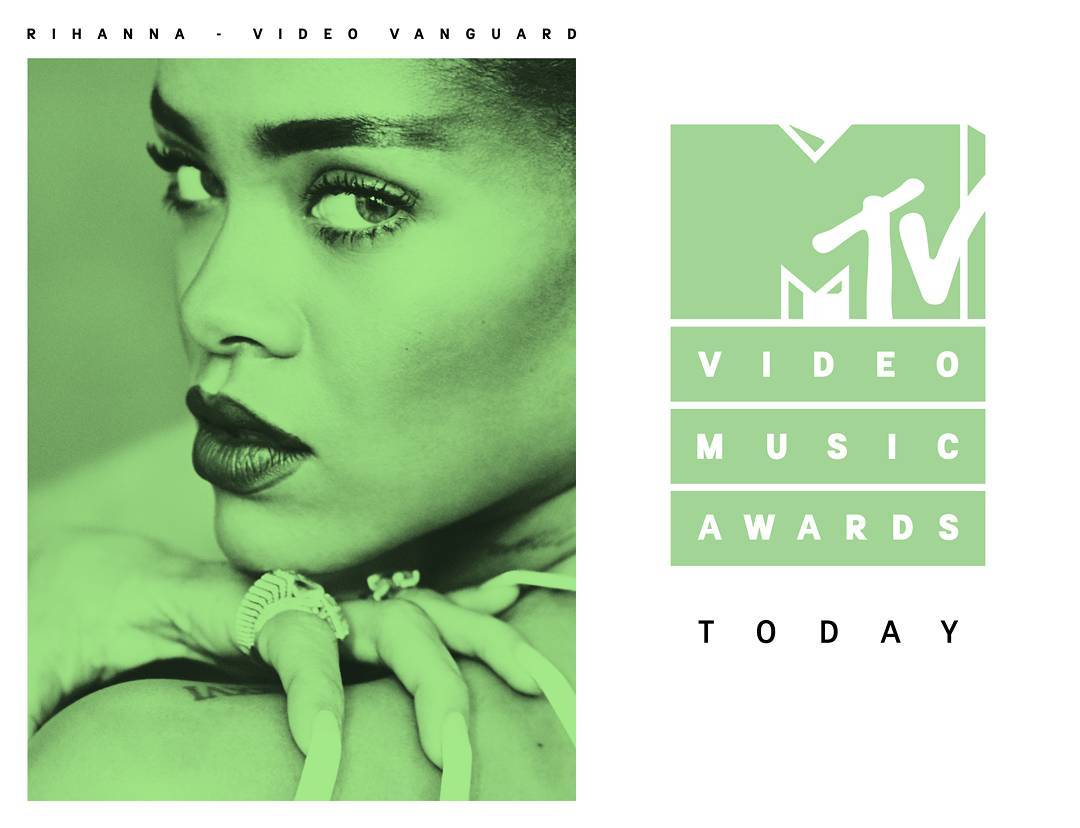 RIHANNA - VIDEO VANGUARD
MTV
VIDEO
MUSIC
AWARDS
TODAY